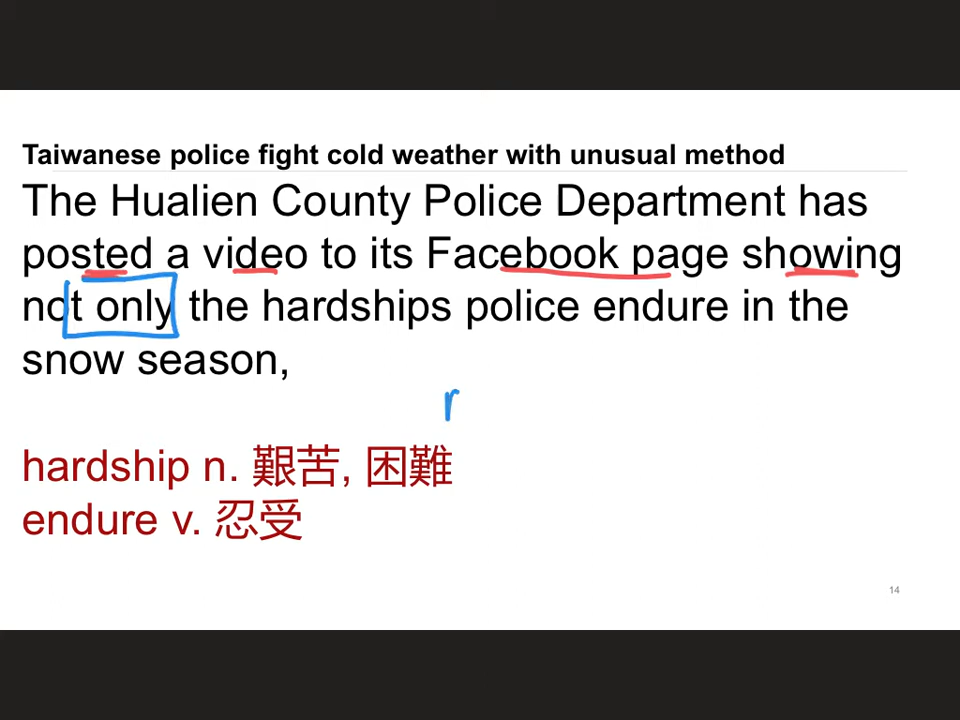 Taiwanese police fight cold weather with unusual method
The Hualien County Police Department has
posted a video to its Facebook page showing
not only the hardships police endure in the
snow season,
r
hardship n. 艱苦, 困難
endure v. 忍受
14